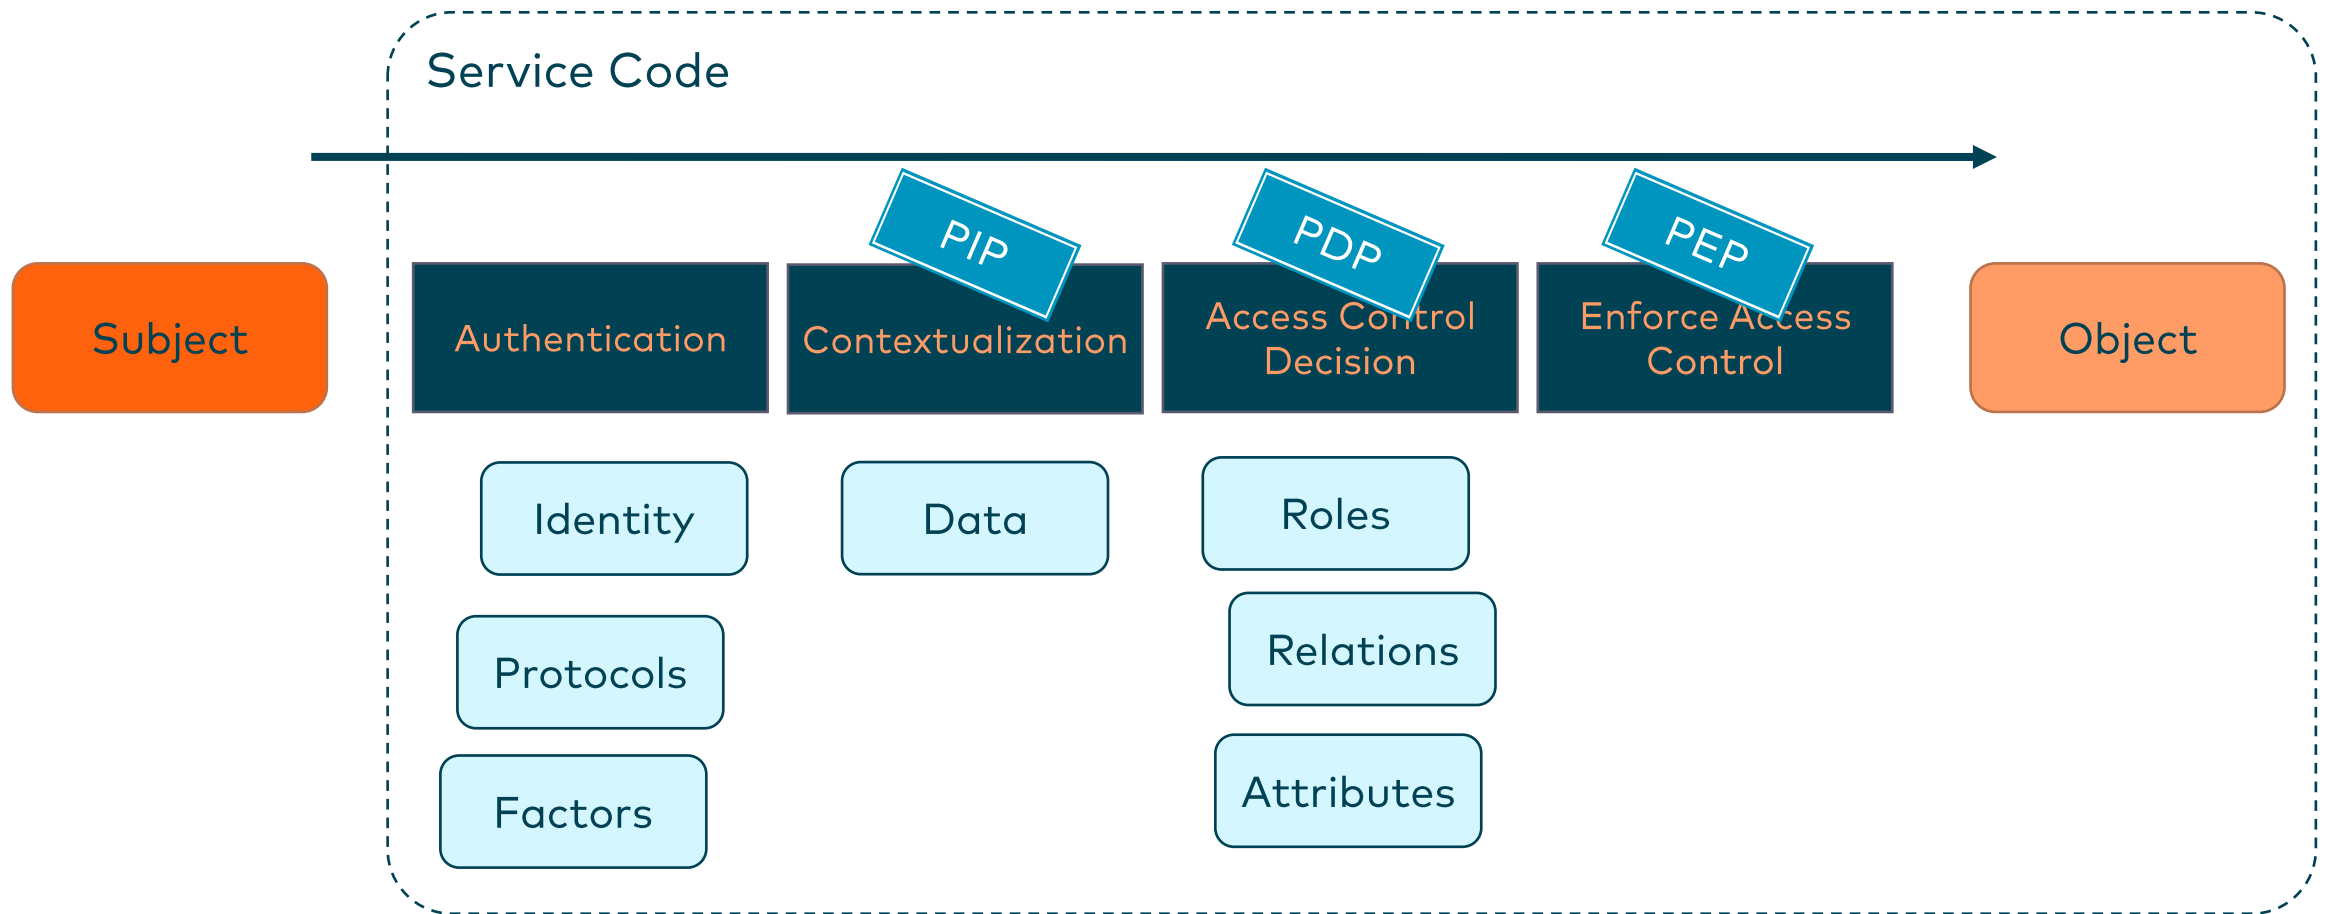 Service Code
PIP
PDP
PEP
Subject
Authentication
Contextualization
Access Control
Decision
Enforce Access
Control
Object
Identity
Data
Roles
Protocols
Relations
Factors
Attributes